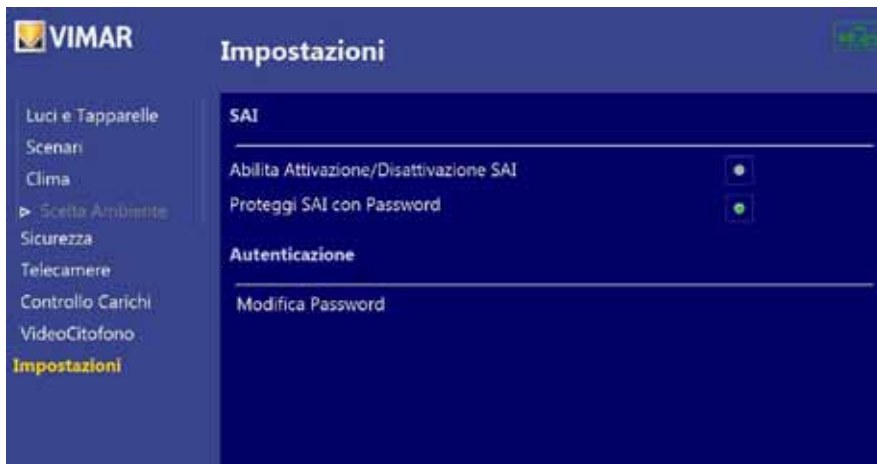 VIMAR
Impostazioni
Luci e Tapparelle
Scenari
Clima
Scelta Ambiente
Sicurezza
Telecamere
Controllo Carichi
VideoCitofono
Impostazioni
SAI
Abilita Attivazione/Disattivazione SAI
Proteggi SAI con Password
Autenticazione
Modifica Password